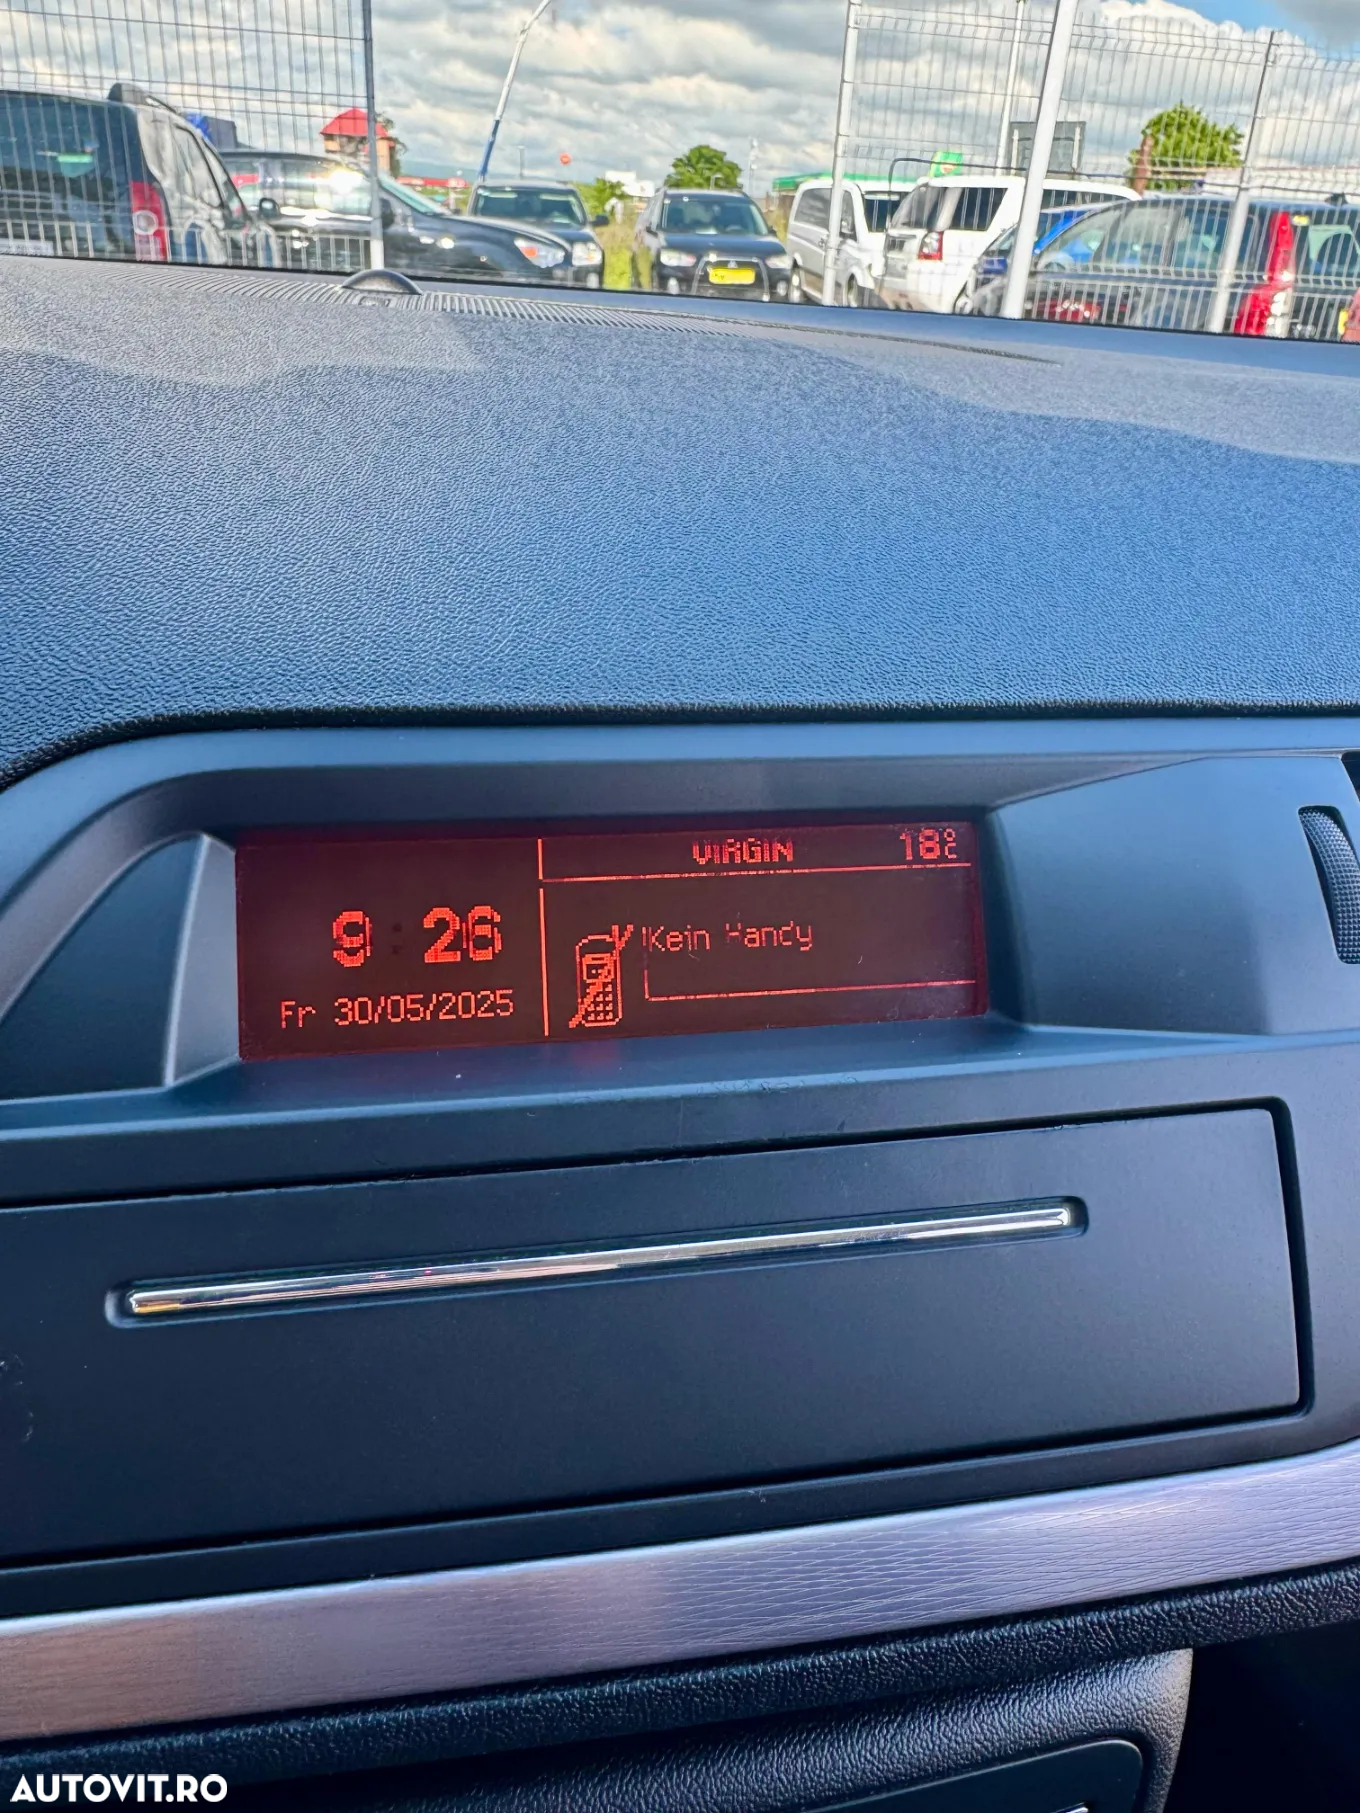 VIRGIN 18°C
9:26
Kein Handy
Fr 30/05/2025
AUTOVIT.RO